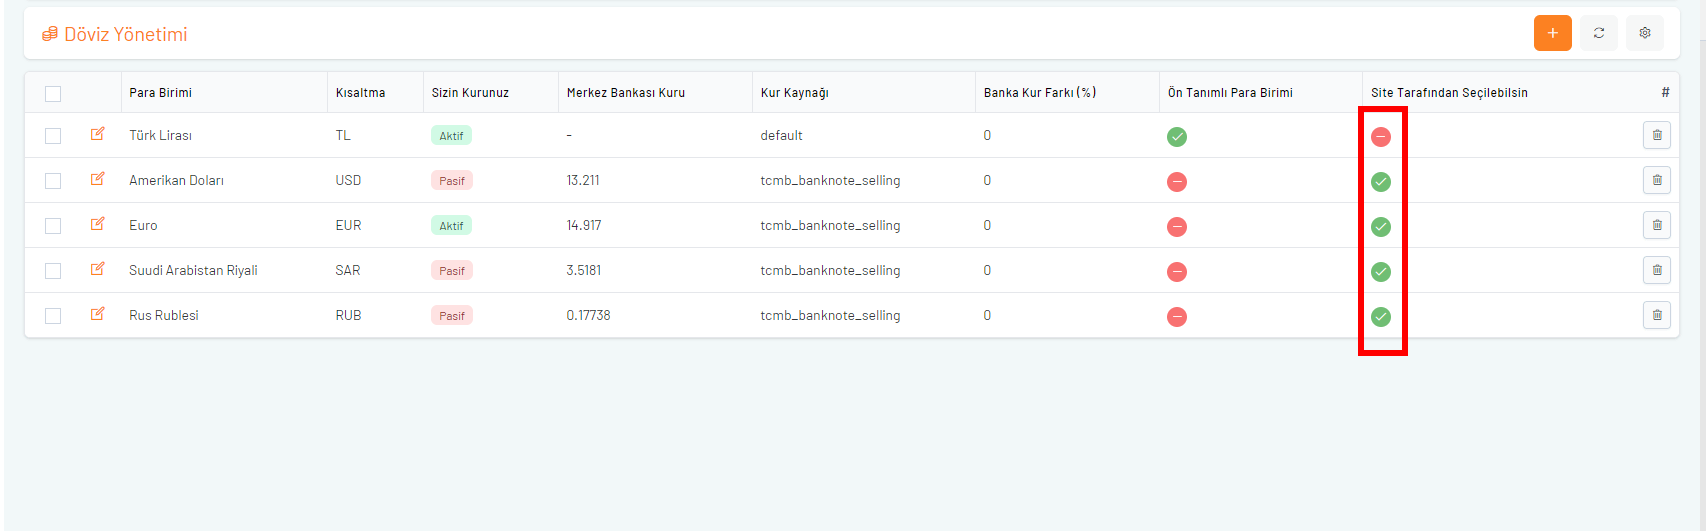 Döviz Yönetimi
Para Birimi Kısaltma Sizin Kurunuz Merkez Bankası Kuru Kur Kaynağı Banka Kur Farkı (%) Ön Tanımlı Para Birimi Site Tarafından Seçilebilsin #
Türk Lirası TL Aktif - default 0
Amerikan Doları USD Pasif 13.211 tcmb_banknote_selling 0
Euro EUR Aktif 14.917 tcmb_banknote_selling 0
Suudi Arabistan Riyali SAR Pasif 3.5181 tcmb_banknote_selling 0
Rus Rublesi RUB Pasif 0.17738 tcmb_banknote_selling 0